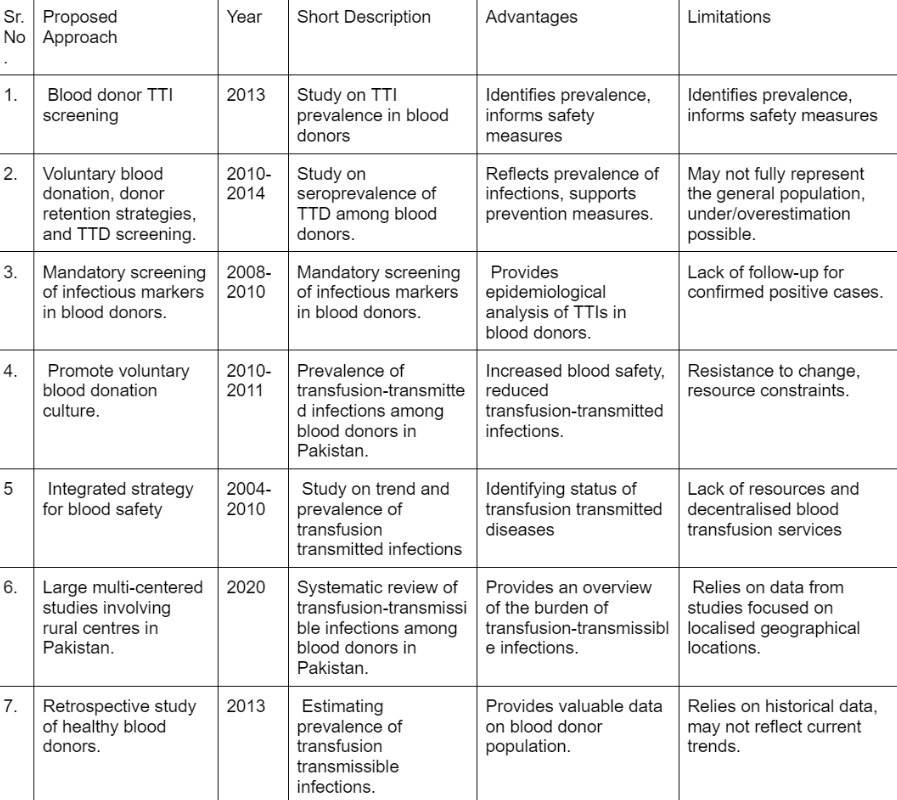 Sr. No .
Proposed Approach
Year
Short Description
Advantages
Limitations
1.
Blood donor TTI
screening
2013
Study on TTI
prevalence in blood
donors
Identifies prevalence,
informs safety
measures
Identifies prevalence,
informs safety measures
2.
Voluntary blood
donation, donor
retention strategies,
and TTD screening.
2010-
2014
Study on
seroprevalence of
TTD among blood
donors.
Reflects prevalence of
infections, supports
prevention measures.
May not fully represent
the general population,
under/overestimation
possible.
3.
Mandatory screening
of infectious markers
in blood donors.
2008-
2010
Mandatory screening
of infectious markers
in blood donors.
Provides
epidemiological
analysis of TTIs in
blood donors.
Lack of follow-up for
confirmed positive cases.
4.
Promote voluntary
blood donation
culture.
2010-
2011
Prevalence of
transfusion-transmitte
d infections among
blood donors in
Pakistan.
Increased blood safety,
reduced
transfusion-transmitted
infections.
Resistance to change,
resource constraints.
5
Integrated strategy
for blood safety
2004-
2010
Study on trend and
prevalence of
transfusion
transmitted infections
Identifying status of
transfusion transmitted
diseases
Lack of resources and
decentralised blood
transfusion services
6.
Large multi-centered
studies involving
rural centres in
Pakistan.
2020
Systematic review of
transfusion-transmissi
ble infections among
blood donors in
Pakistan.
Provides an overview
of the burden of
transfusion-transmissibl
e infections.
Relies on data from
studies focused on
localised geographical
locations.
7.
Retrospective study
of healthy blood
donors.
2013
Estimating
prevalence of
transfusion
transmissible
infections.
Provides valuable data
on blood donor
population.
Relies on historical data,
may not reflect current
trends.